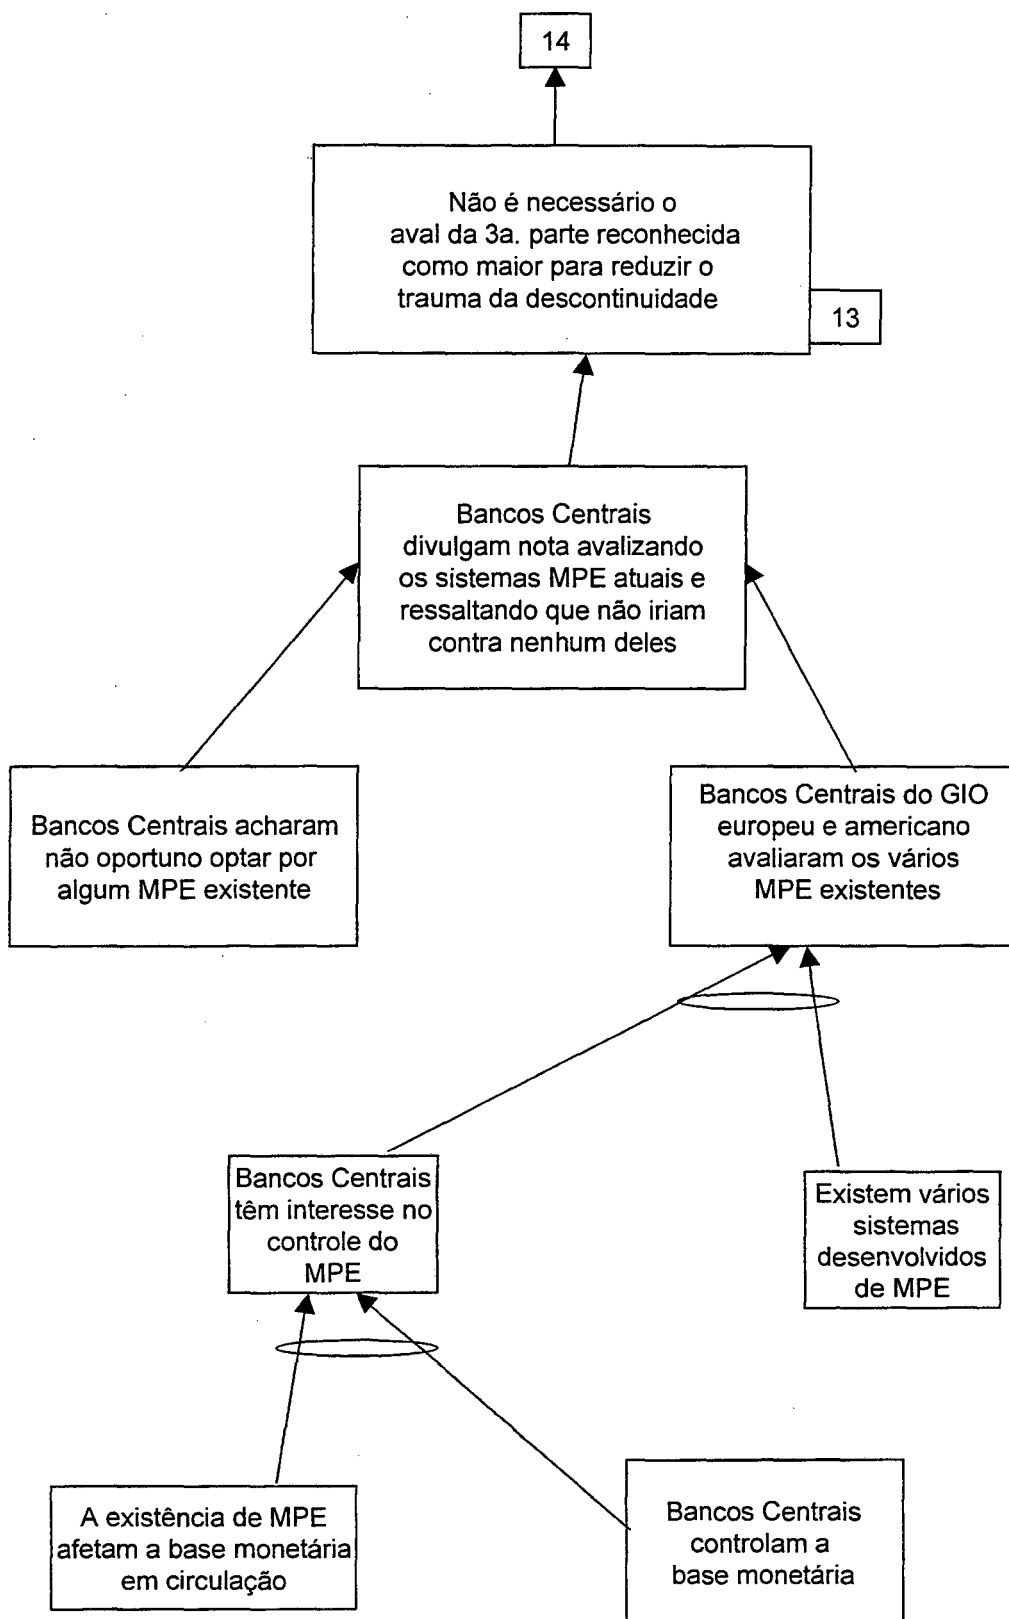 14
Não é necessário o
aval da 3a. parte reconhecida
como maior para reduzir o
trauma da descontinuidade
13
Bancos Centrais
divulgam nota avalizando
os sistemas MPE atuais e
ressaltando que não iriam
contra nenhum deles
Bancos Centrais acharam
não oportuno optar por
algum MPE existente
Bancos Centrais do GIO
europeu e americano
avaliaram os vários
MPE existentes
Bancos Centrais
têm interesse no
controle do
MPE
Existem vários
sistemas
desenvolvidos
de MPE
A existência de MPE
afetam a base monetária
em circulação
Bancos Centrais
controlam a
base monetária